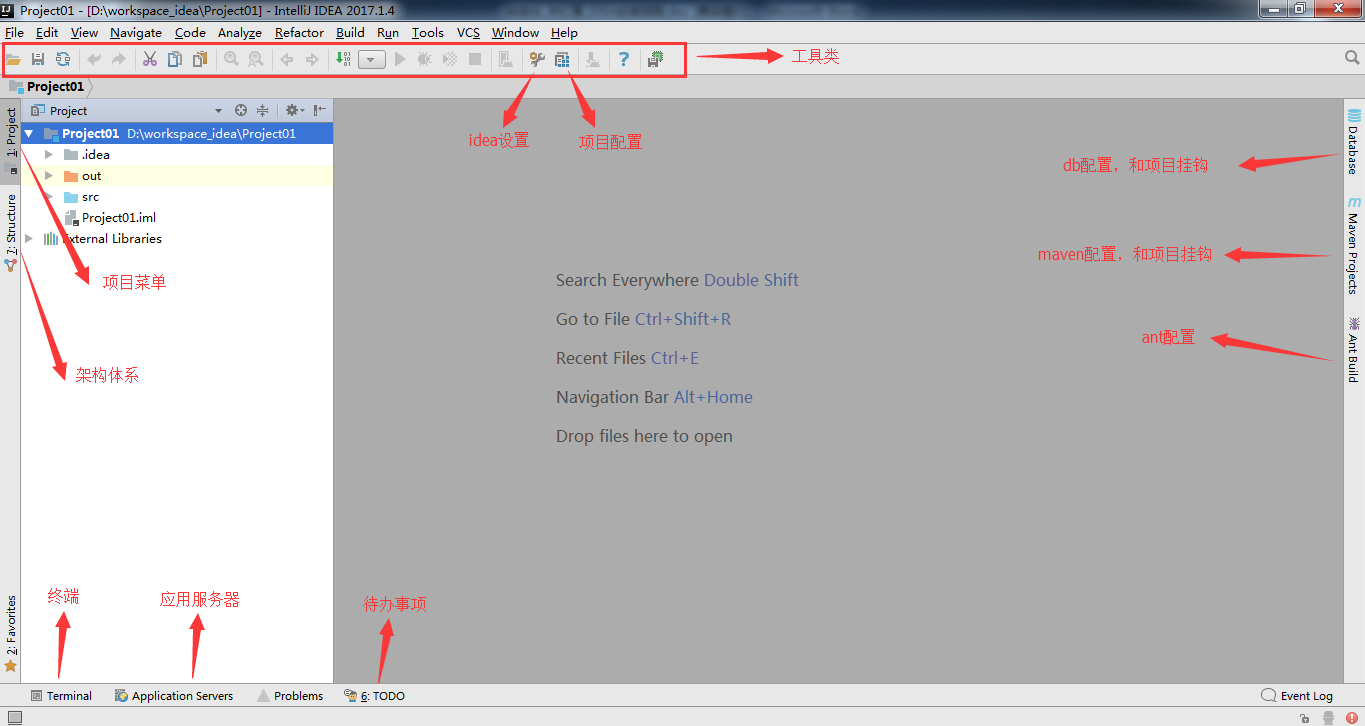 Project01 - [D:\workspace_idea\Project01] - IntelliJ IDEA 2017.1.4
File Edit View Navigate Code Analyze Refactor Build Run Tools VCS Window Help
工具类
Project01
idea设置
项目配置
1: Project
Project
Project01 D:\workspace_idea\Project01
.idea
out
src
Project01.iml
External Libraries
7: Structure
项目菜单
架构体系
Search Everywhere Double Shift
Go to File Ctrl+Shift+R
Recent Files Ctrl+E
Navigation Bar Alt+Home
Drop files here to open
db配置，和项目挂钩
Database
maven配置，和项目挂钩
Maven Projects
ant配置
Ant Build
2: Favorites
终端
应用服务器
待办事项
Terminal Application Servers Problems 6: TODO Event Log